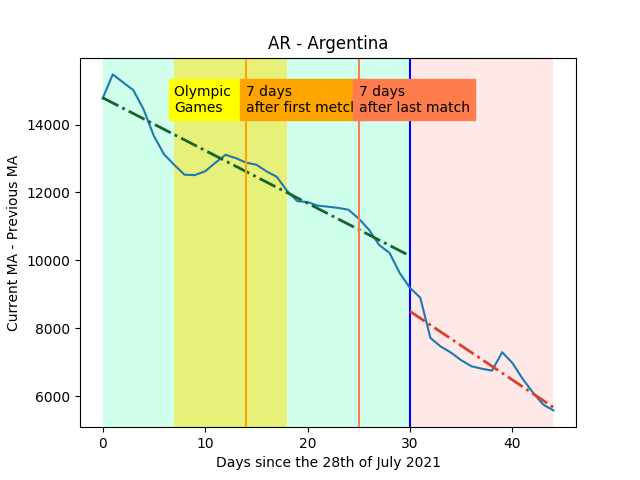 AR - Argentina
Olympic
Games
7 days
after first metch
7 days
after last match
Current MA - Previous MA
14000
12000
10000
8000
6000
0
10
20
30
40
Days since the 28th of July 2021